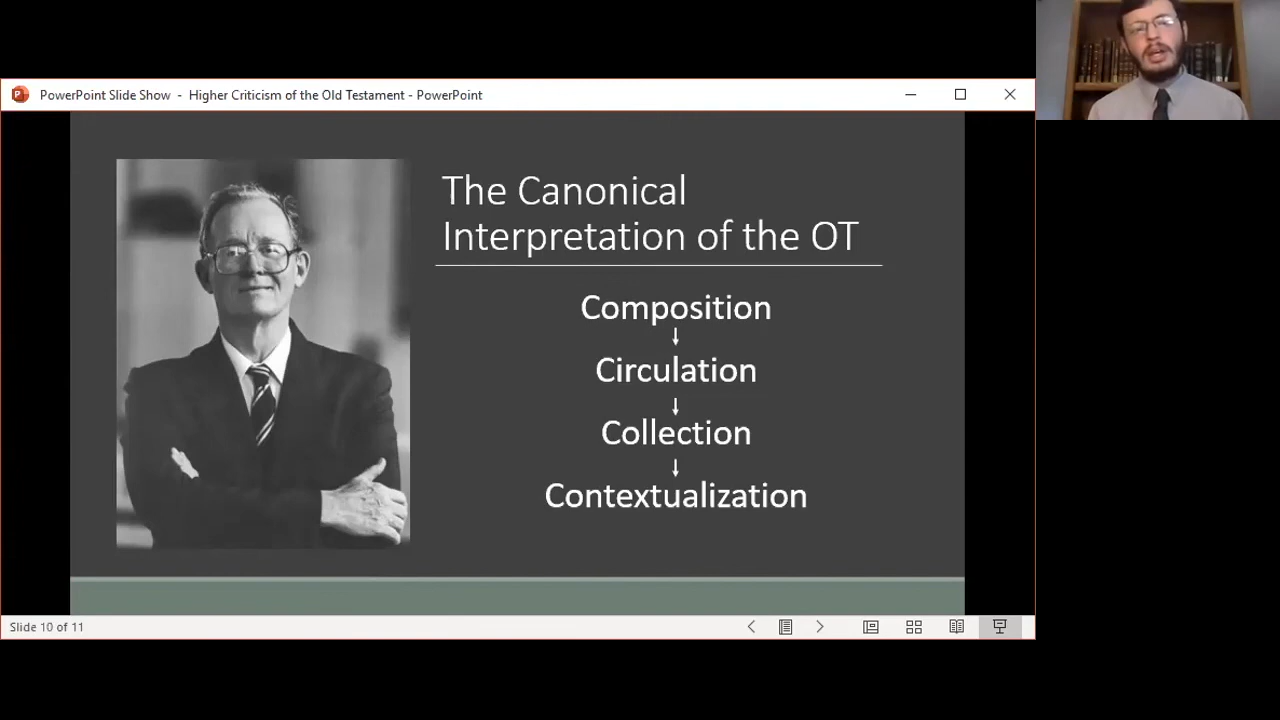 PowerPoint Slide Show - Higher Criticism of the Old Testament - PowerPoint
The Canonical
Interpretation of the OT
Composition
↓
Circulation
↓
Collection
↓
Contextualization
Slide 10 of 11